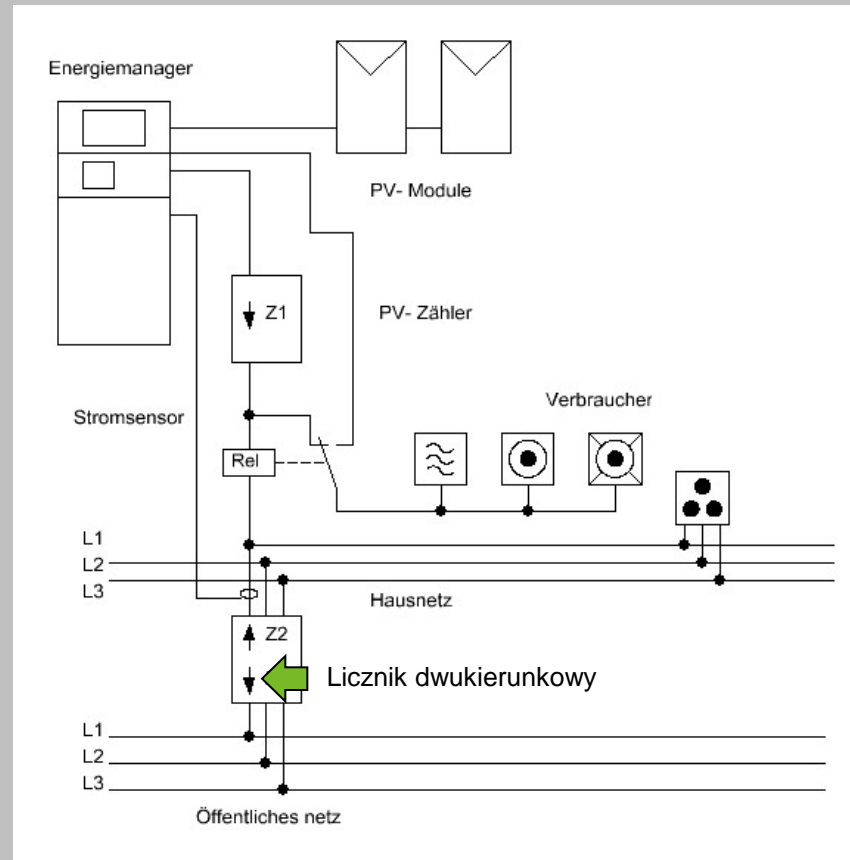 Energiemanager
PV- Module
Z1
PV- Zähler
Stromsensor
Verbraucher
Rel
L1
L2
L3
Hausnetz
Z2
Licznik dwukierunkowy
L1
L2
L3
Öffentliches netz